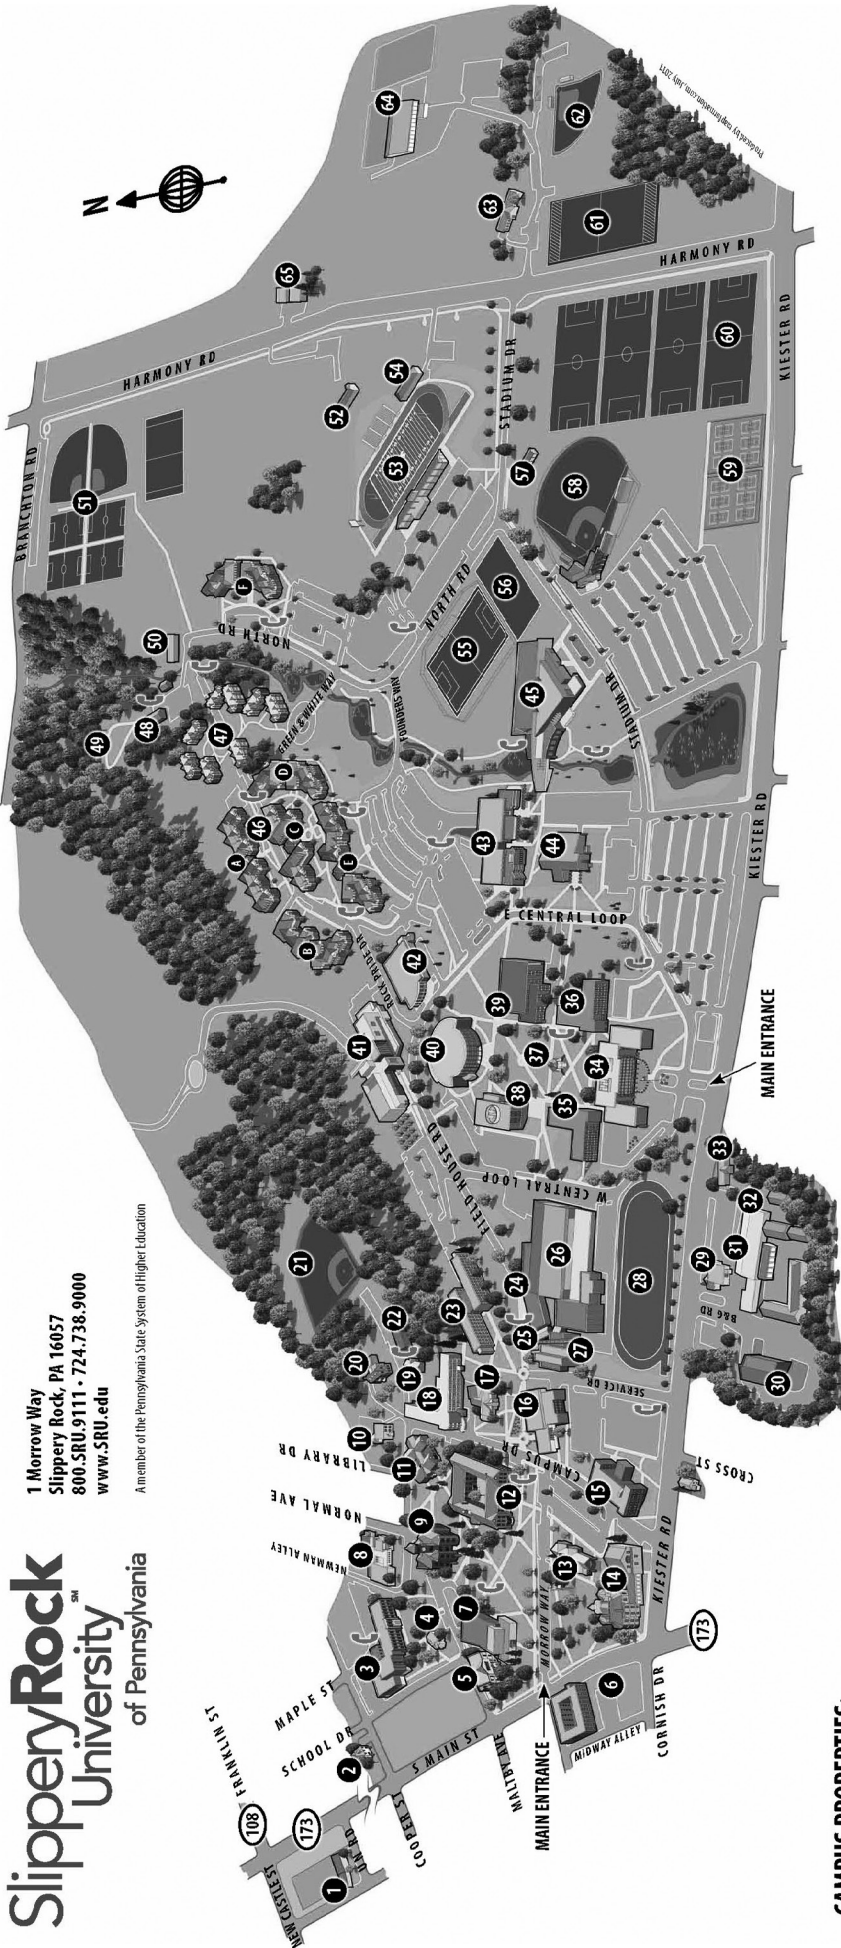 SlipperyRock
University℠
of Pennsylvania
1 Morrow Way
Slippery Rock, PA 16057
800.SRU.9111 • 724.738.9000
www.SRU.edu
A member of the Pennsylvania State System of Higher Education
N
Produced by mapformation.com, July 2011
BRANCHTON RD
HARMONY RD
HARMONY RD
KIESTER RD
KIESTER RD
KIESTER RD
STADIUM DR
STADIUM DR
NORTH RD
NORTH RD
GREEN & WHITE WAY
FOUNDERS WAY
ROCK PRIDE DR
E CENTRAL LOOP
W CENTRAL LOOP
FIELD HOUSE RD
MAIN ENTRANCE
B&G RD
SERVICE DR
CROSS ST
CAMPUS DR
LIBRARY DR
NORMAL AVE
NEWMAN ALLEY
MORROW WAY
MAPLE ST
SCHOOL DR
S MAIN ST
MALTBY AVE
MAIN ENTRANCE
MIDWAY ALLEY
CORNISH DR
173
FRANKLIN ST
108
173
NEW CASTLE ST
COOPER ST
1
2
3
4
5
6
7
8
9
10
11
12
13
14
15
16
17
18
19
20
21
22
23
24
25
26
27
28
29
30
31
32
33
34
35
36
37
38
39
40
41
42
43
44
45
46
47
48
49
50
51
52
53
54
55
56
57
58
59
60
61
62
63
64
65
A
B
C
D
E
F
CAMPUS PROPERTIES: